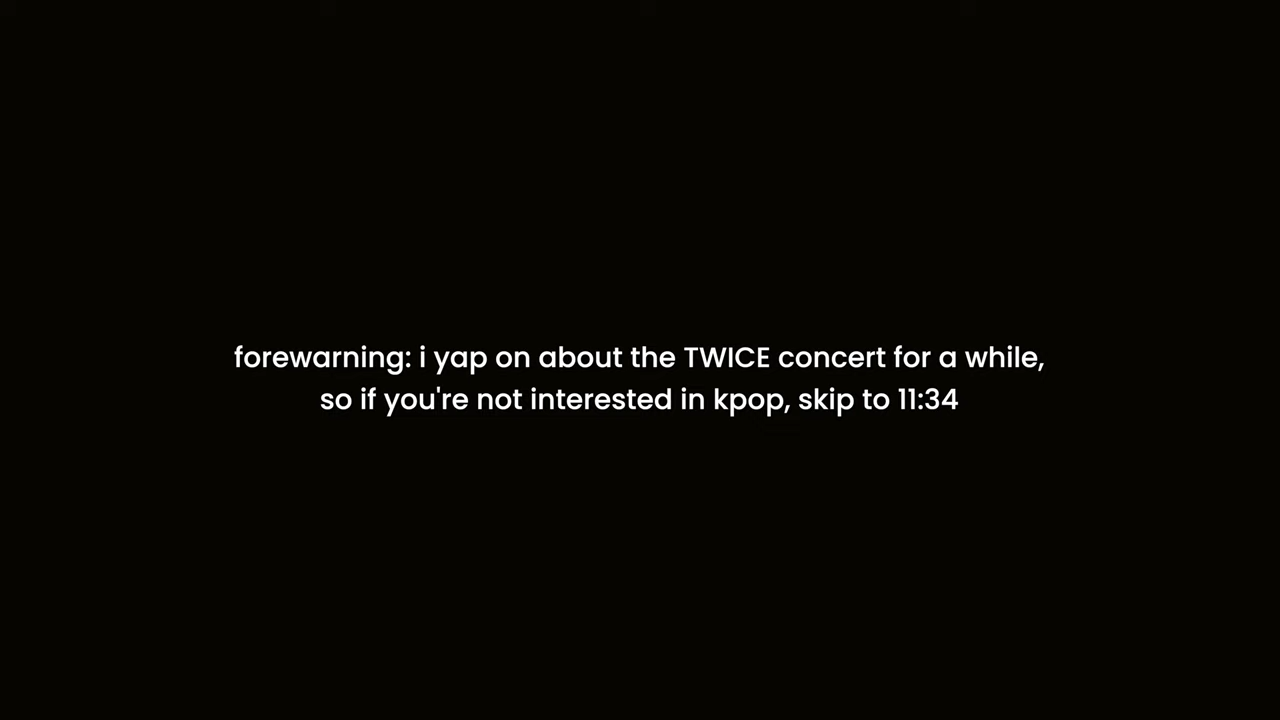 forewarning: i yap on about the TWICE concert for a while,
so if you're not interested in kpop, skip to 11:34